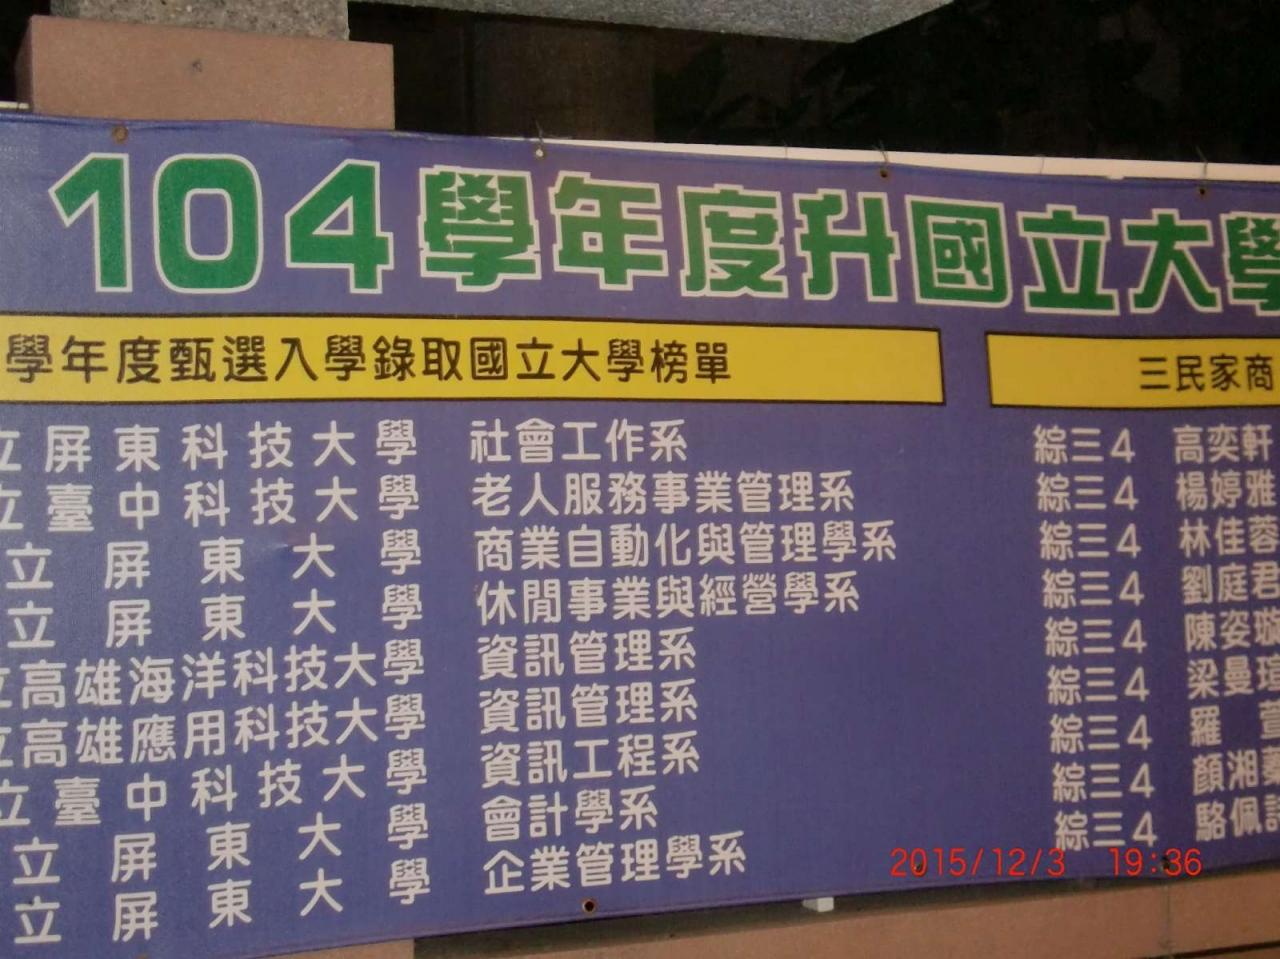 104學年度升國立大學
學年度甄選入學錄取國立大學榜單
三民家商
立屏東科技大學 社會工作系
立臺中科技大學 老人服務事業管理系
立屏東大學 商業自動化與管理學系
立屏東大學 休閒事業與經營學系
立高雄海洋科技大學 資訊管理系
立高雄應用科技大學 資訊管理系
立臺中科技大學 資訊工程系
立屏東大學 會計學系
立屏東大學 企業管理學系
綜三4 高奕軒
綜三4 楊婷雅
綜三4 林佳蓉
綜三4 劉庭君
綜三4 陳姿璇
綜三4 梁曼瑄
綜三4 羅萱
綜三4 顏湘
綜三4 駱佩
2015/12/3 19:36